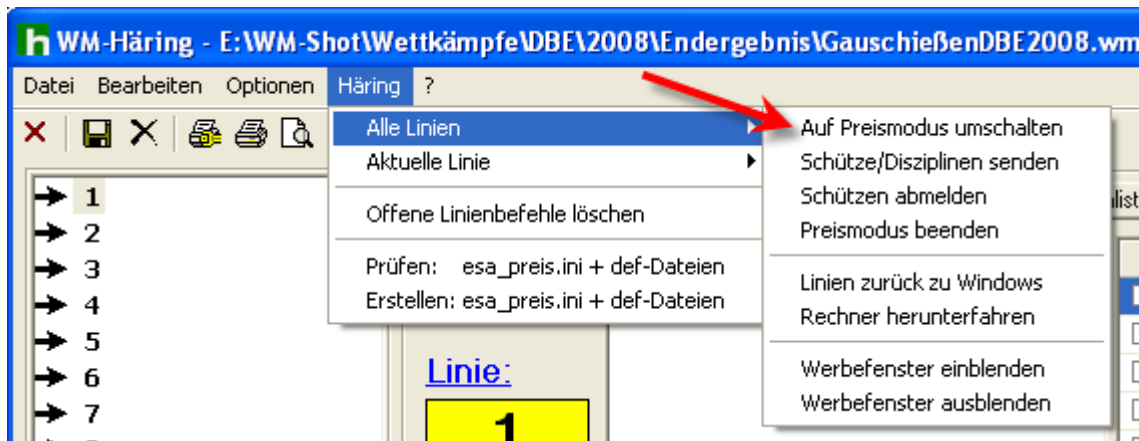 h WM-Häring - E:\WM-Shot\Wettkämpfe\DBE\2008\Endergebnis\GauschießenDBE2008.wm
Datei Bearbeiten Optionen Häring ?
Alle Linien
Aktuelle Linie
Offene Linienbefehle löschen
Prüfen: esa_preis.ini + def-Dateien
Erstellen: esa_preis.ini + def-Dateien
Auf Preismodus umschalten
Schütze/Disziplinen senden
Schützen abmelden
Preismodus beenden
Linien zurück zu Windows
Rechner herunterfahren
Werbefenster einblenden
Werbefenster ausblenden
1
2
3
4
5
6
7
Linie:
1